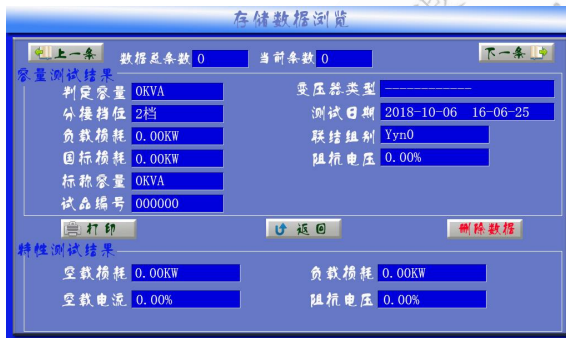 存储数据浏览
上一条 数据总条数 0 当前条数 0 下一条
容量测试结果
判定容量 0KVA 变压器类型 ------------
分接档位 2档 测试日期 2018-10-06 16-06-25
负载损耗 0.00KW 联结组别 Yyn0
国标损耗 0.00KW 阻抗电压 0.00%
标称容量 0KVA
试品编号 000000
打印 返回 删除数据
特性测试结果
空载损耗 0.00KW 负载损耗 0.00KW
空载电流 0.00% 阻抗电压 0.00%